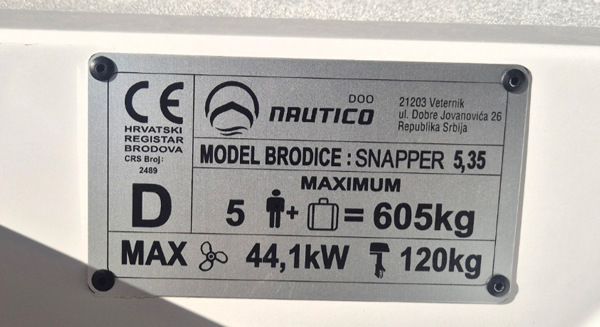 CE
HRVATSKI
REGISTAR
BRODOVA
CRS Broj:
2489
D
NAUTICO DOO
21203 Veternik
ul. Dobre Jovanovića 26
Republika Srbija
MODEL BRODICE : SNAPPER 5,35
MAXIMUM
5 + = 605kg
MAX 44,1kW 120kg